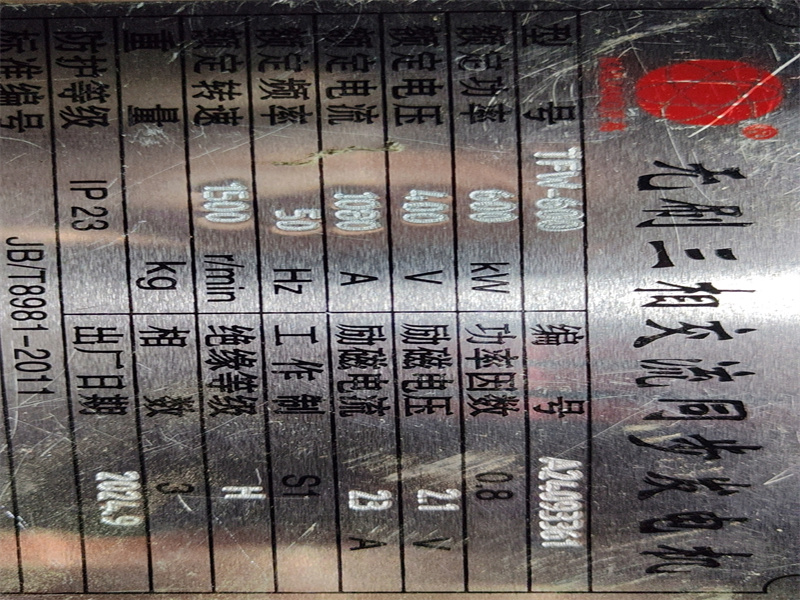 ®
无刷三相交流同步发电机
型号 TFW-600 编号 A24093361
额定功率 600 kW 功率因数 0.8
额定电压 400 V 励磁电压 21 V
额定电流 1080 A 励磁电流 23 A
额定频率 50 Hz 工作制 S1
额定转速 1500 r/min 绝缘等级 H
重量 kg 相数 3
防护等级 IP23 出厂日期 2024.9
标准编号 JB/T8981-2011